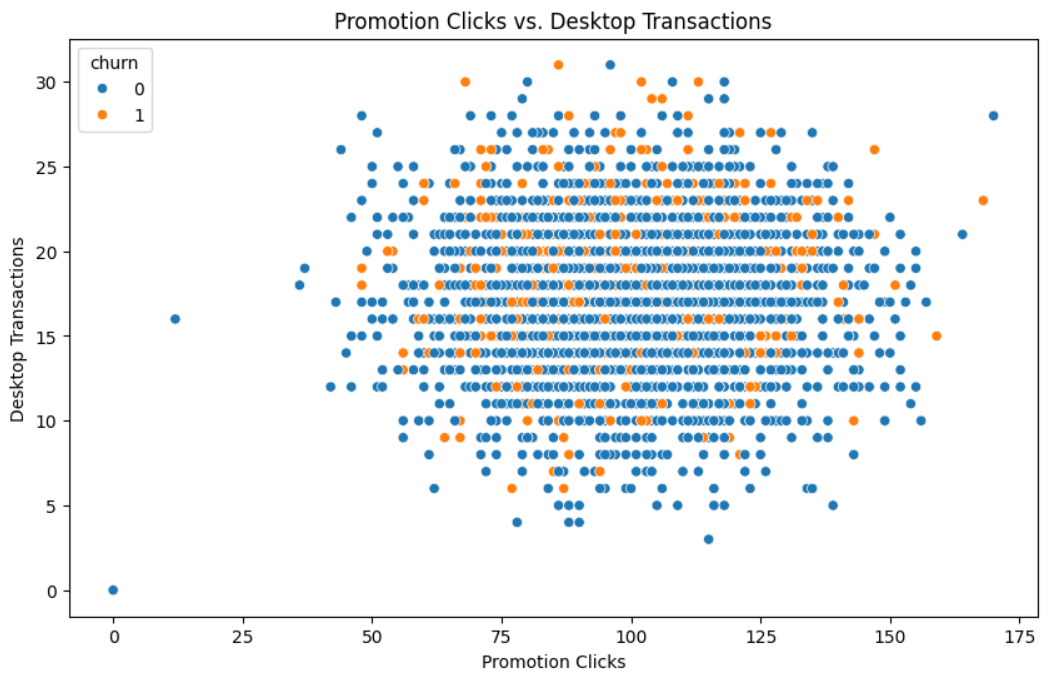 Promotion Clicks vs. Desktop Transactions
churn
0
1
30
25
20
15
10
5
0
Desktop Transactions
0 25 50 75 100 125 150 175
Promotion Clicks